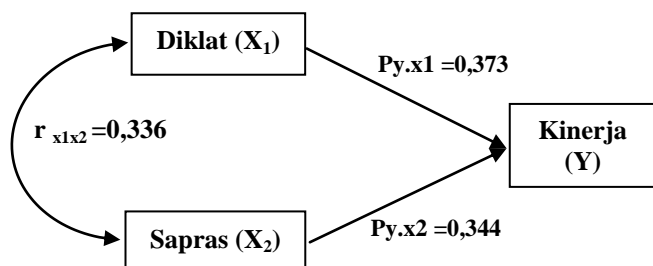 Diklat (X₁)
Py.x1 =0,373
r x1x2 =0,336
Kinerja
(Y)
Sapras (X₂)
Py.x2 =0,344